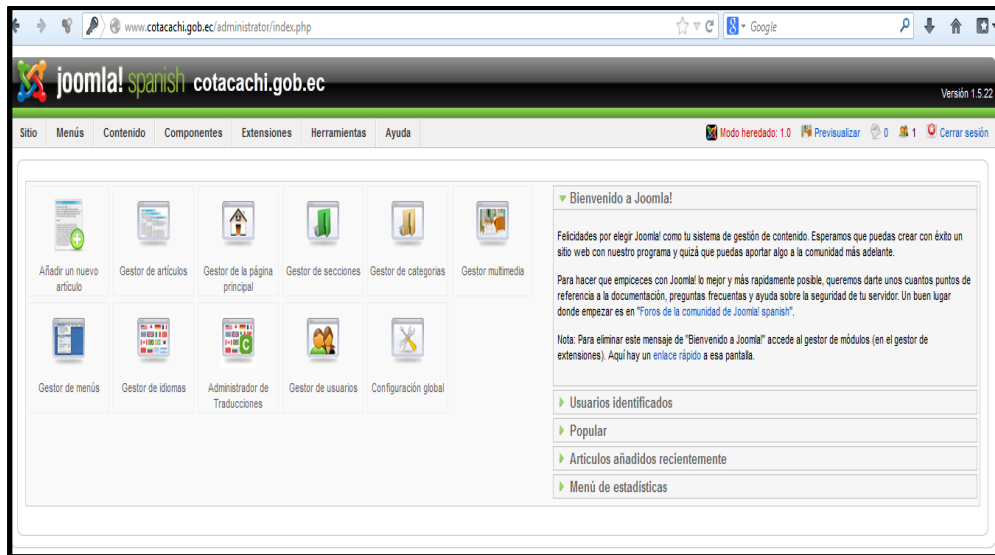 www.cotacachi.gob.ec/administrator/index.php
Google
joomla! spanish cotacachi.gob.ec
Versión 1.5.22
Sitio Menús Contenido Componentes Extensiones Herramientas Ayuda
Modo heredado: 1.0 Previsualizar 0 1 Cerrar sesión
Añadir un nuevo artículo
Gestor de artículos
Gestor de la página principal
Gestor de secciones
Gestor de categorias
Gestor multimedia
Gestor de menús
Gestor de idiomas
Administrador de Traducciones
Gestor de usuarios
Configuración global
Bienvenido a Joomla!
Felicidades por elegir Joomla! como tu sistema de gestión de contenido. Esperamos que puedas crear con éxito un
sitio web con nuestro programa y quizá que puedas aportar algo a la comunidad más adelante.
Para hacer que empiceces con Joomla! lo mejor y más rapidamente posible, queremos darte unos cuantos puntos de
referencia a la documentación, preguntas frecuentes y ayuda sobre la seguridad de tu servidor. Un buen lugar
donde empezar es en "Foros de la comunidad de Joomla! spanish".
Nota: Para eliminar este mensaje de "Bienvenido a Joomla!" accede al gestor de módulos (en el gestor de
extensiones). Aquí hay un enlace rápido a esa pantalla.
Usuarios identificados
Popular
Articulos añadidos recientemente
Menú de estadísticas